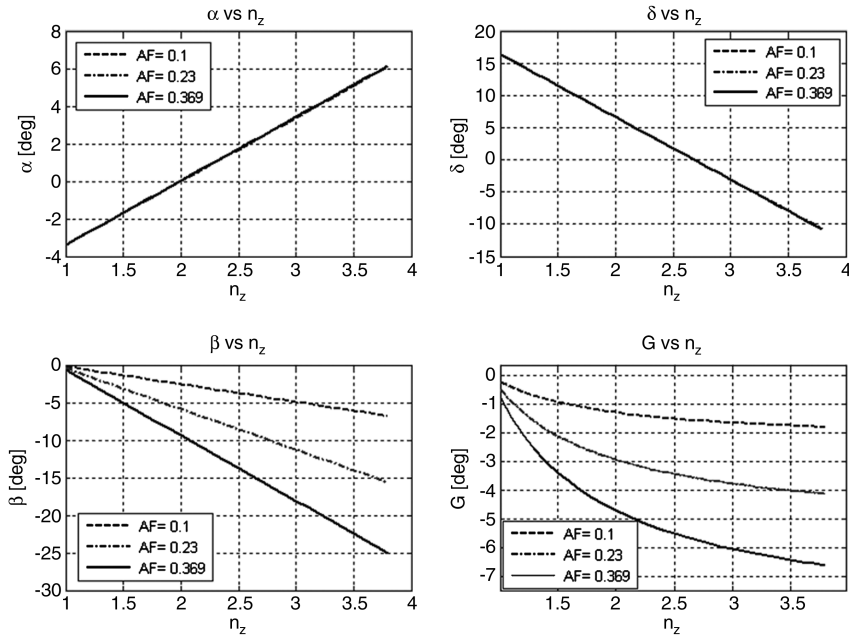 α vs n_z
8
6
4
2
0
-2
-4
α [deg]
AF= 0.1
AF= 0.23
AF= 0.369
1 1.5 2 2.5 3 3.5 4
n_z
δ vs n_z
20
15
10
5
0
-5
-10
-15
δ [deg]
AF= 0.1
AF= 0.23
AF= 0.369
1 1.5 2 2.5 3 3.5 4
n_z
β vs n_z
0
-5
-10
-15
-20
-25
-30
β [deg]
AF= 0.1
AF= 0.23
AF= 0.369
1 1.5 2 2.5 3 3.5 4
n_z
G vs n_z
0
-1
-2
-3
-4
-5
-6
-7
G [deg]
AF= 0.1
AF= 0.23
AF= 0.369
1.5 2 2.5 3 3.5
n_z